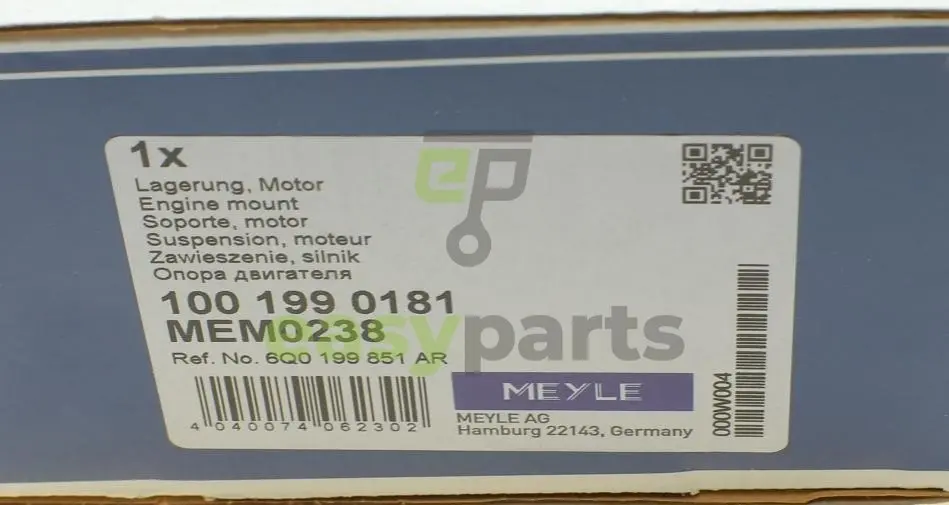 1x
Lagerung, Motor
Engine mount
Soporte, motor
Suspension, moteur
Zawieszenie, silnik
Опора двигателя
100 199 0181
MEM0238
Ref. No. 6Q0 199 851 AR
4 040074 062302
MEYLE
MEYLE AG
Hamburg 22143, Germany
000W004
ep
easyparts